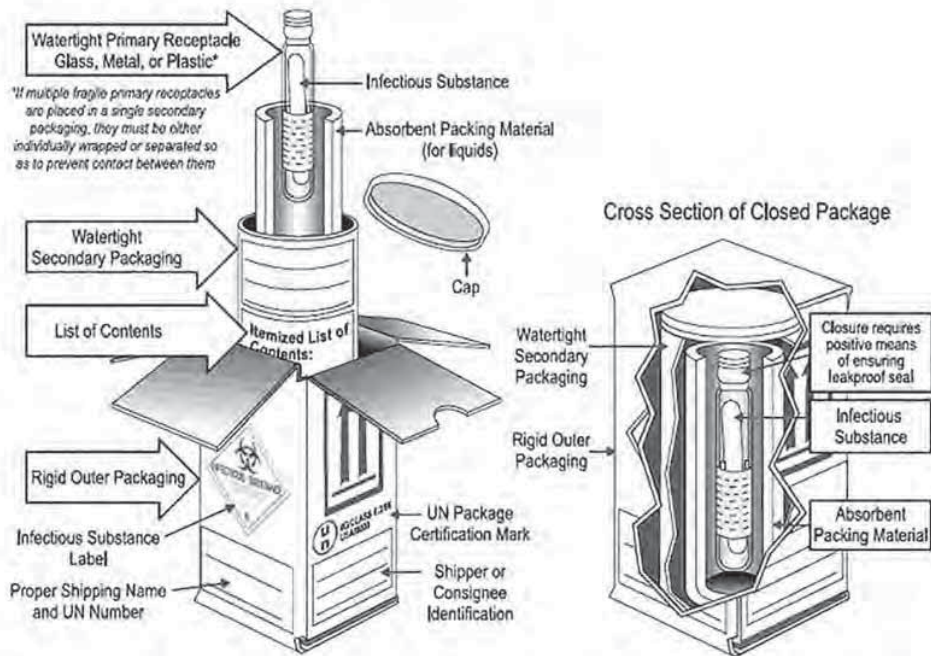 Watertight Primary Receptacle
Glass, Metal, or Plastic*
*If multiple fragile primary receptacles
are placed in a single secondary
packaging, they must be either
individually wrapped or separated so
as to prevent contact between them
Infectious Substance
Absorbent Packing Material
(for liquids)
Watertight
Secondary Packaging
Cap
List of Contents
Itemized List of
Contents:
Rigid Outer Packaging
INFECTIOUS SUBSTANCE
6
Infectious Substance
Label
Proper Shipping Name
and UN Number
u
n
UN Package
Certification Mark
Shipper or
Consignee
Identification
Cross Section of Closed Package
Watertight
Secondary
Packaging
Rigid Outer
Packaging
Closure requires
positive means
of ensuring
leakproof seal
Infectious
Substance
Absorbent
Packing Material